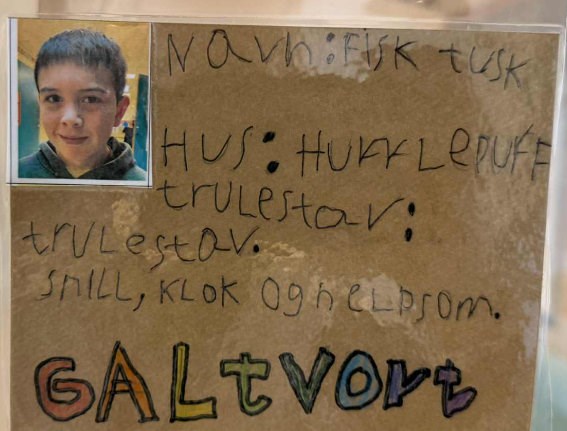 Navn: Fisk tusk
Hus: HUFFLePUFF
trULestav:
trULestav.
SnILL, KLOK og heLpsom.
GALtVOrt